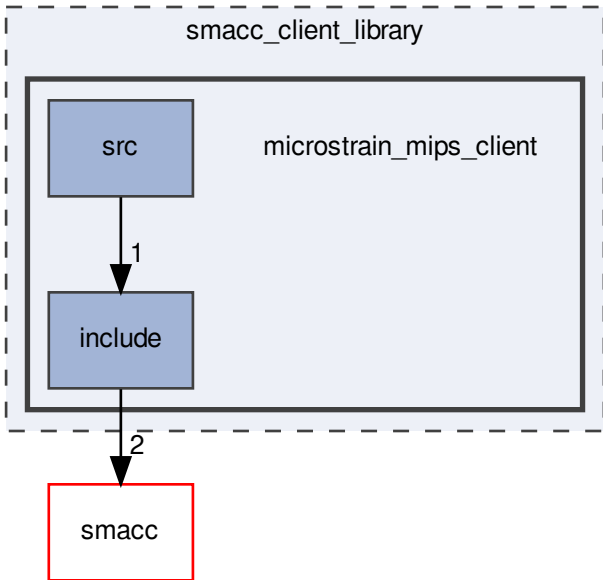 smacc_client_library
src
microstrain_mips_client
1
include
2
smacc